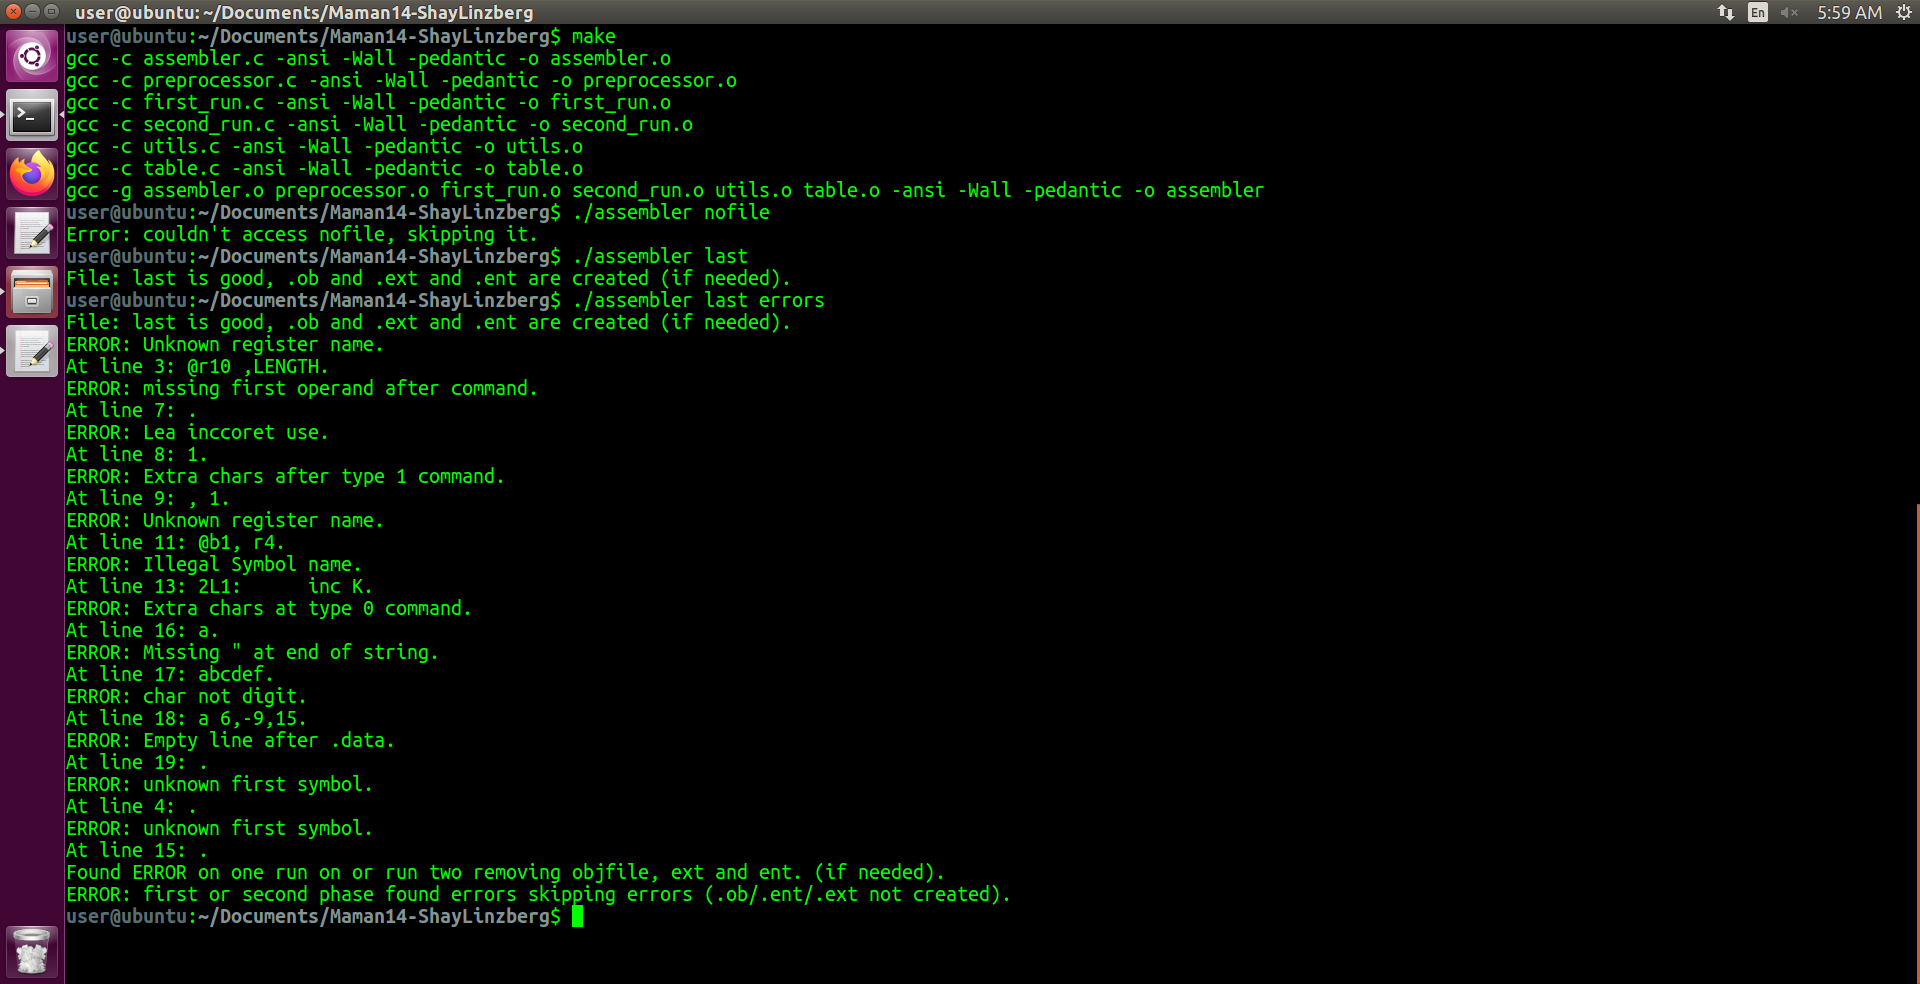 user@ubuntu: ~/Documents/Maman14-ShayLinzberg
En
5:59 AM
user@ubuntu:~/Documents/Maman14-ShayLinzberg$ make
gcc -c assembler.c -ansi -Wall -pedantic -o assembler.o
gcc -c preprocessor.c -ansi -Wall -pedantic -o preprocessor.o
gcc -c first_run.c -ansi -Wall -pedantic -o first_run.o
gcc -c second_run.c -ansi -Wall -pedantic -o second_run.o
gcc -c utils.c -ansi -Wall -pedantic -o utils.o
gcc -c table.c -ansi -Wall -pedantic -o table.o
gcc -g assembler.o preprocessor.o first_run.o second_run.o utils.o table.o -ansi -Wall -pedantic -o assembler
user@ubuntu:~/Documents/Maman14-ShayLinzberg$ ./assembler nofile
Error: couldn't access nofile, skipping it.
user@ubuntu:~/Documents/Maman14-ShayLinzberg$ ./assembler last
File: last is good, .ob and .ext and .ent are created (if needed).
user@ubuntu:~/Documents/Maman14-ShayLinzberg$ ./assembler last errors
File: last is good, .ob and .ext and .ent are created (if needed).
ERROR: Unknown register name.
At line 3: @r10 ,LENGTH.
ERROR: missing first operand after command.
At line 7: .
ERROR: Lea inccoret use.
At line 8: 1.
ERROR: Extra chars after type 1 command.
At line 9: , 1.
ERROR: Unknown register name.
At line 11: @b1, r4.
ERROR: Illegal Symbol name.
At line 13: 2L1:      inc K.
ERROR: Extra chars at type 0 command.
At line 16: a.
ERROR: Missing " at end of string.
At line 17: abcdef.
ERROR: char not digit.
At line 18: a 6,-9,15.
ERROR: Empty line after .data.
At line 19: .
ERROR: unknown first symbol.
At line 4: .
ERROR: unknown first symbol.
At line 15: .
Found ERROR on one run on or run two removing objfile, ext and ent. (if needed).
ERROR: first or second phase found errors skipping errors (.ob/.ent/.ext not created).
user@ubuntu:~/Documents/Maman14-ShayLinzberg$